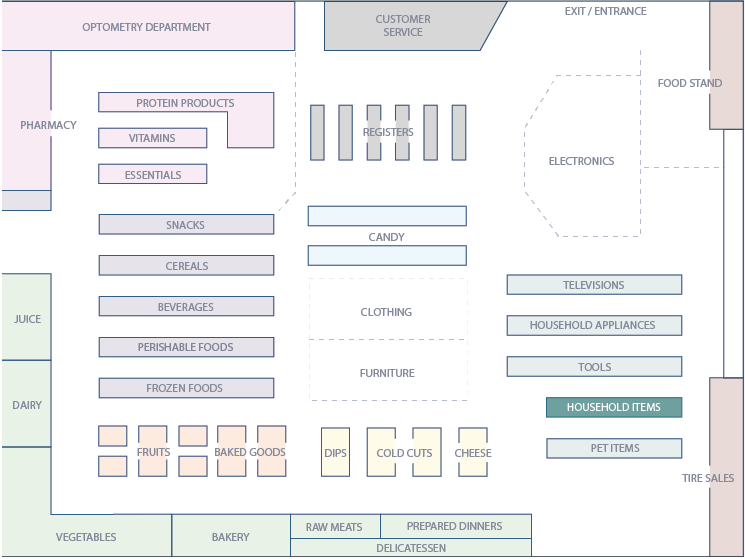 OPTOMETRY DEPARTMENT
CUSTOMER
SERVICE
EXIT / ENTRANCE
FOOD STAND
PHARMACY
PROTEIN PRODUCTS
VITAMINS
ESSENTIALS
REGISTERS
ELECTRONICS
SNACKS
CEREALS
BEVERAGES
PERISHABLE FOODS
FROZEN FOODS
CANDY
CLOTHING
FURNITURE
TELEVISIONS
HOUSEHOLD APPLIANCES
TOOLS
HOUSEHOLD ITEMS
PET ITEMS
JUICE
DAIRY
FRUITS
BAKED GOODS
DIPS
COLD CUTS
CHEESE
TIRE SALES
VEGETABLES
BAKERY
RAW MEATS
PREPARED DINNERS
DELICATESSEN